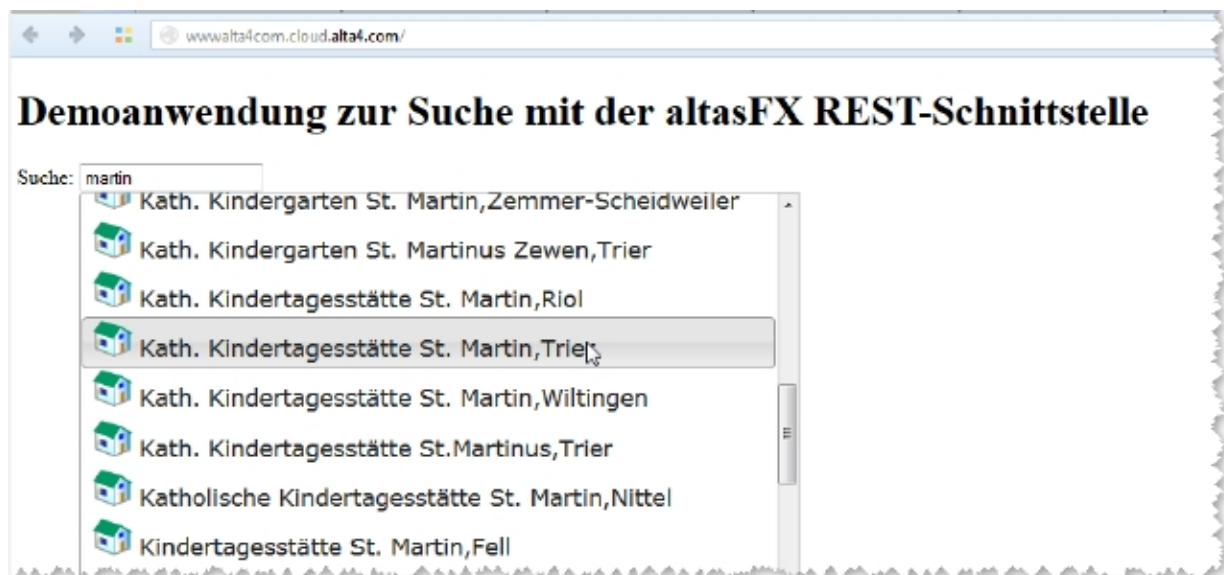 wwwalta4com.cloud.alta4.com/
Demoanwendung zur Suche mit der altasFX REST-Schnittstelle
Suche: martin
Kath. Kindergarten St. Martin,Zemmer-Scheidweiler
Kath. Kindergarten St. Martinus Zewen,Trier
Kath. Kindertagesstätte St. Martin,Riol
Kath. Kindertagesstätte St. Martin,Trier
Kath. Kindertagesstätte St. Martin,Wiltingen
Kath. Kindertagesstätte St.Martinus,Trier
Katholische Kindertagesstätte St. Martin,Nittel
Kindertagesstätte St. Martin,Fell